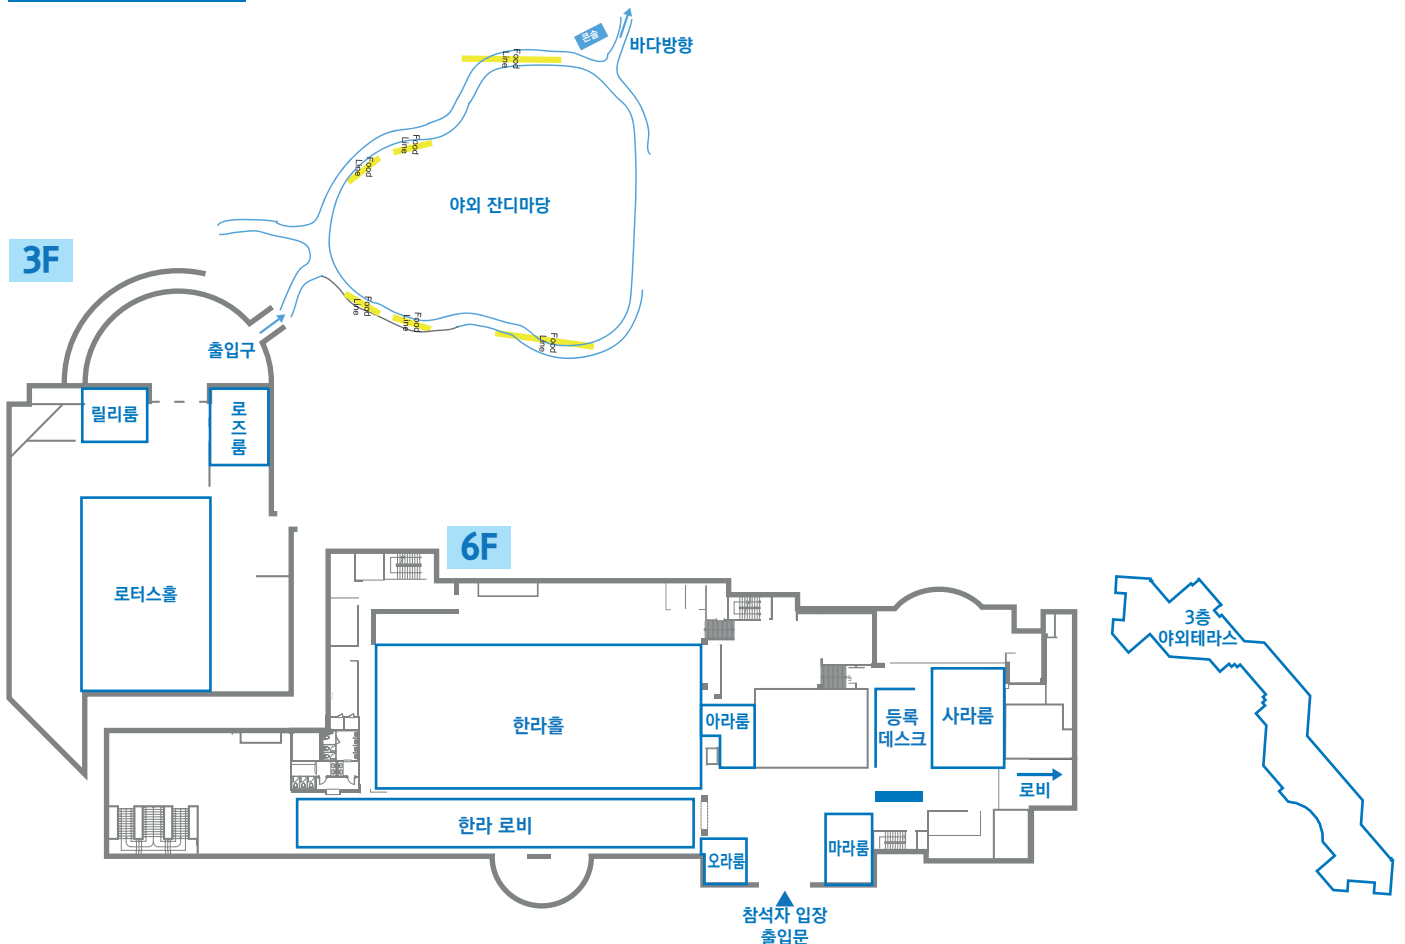 콘솔
바다방향
Food
Line
Food
Line
Food
Line
야외 잔디마당
3F
Food
Line
Food
Line
Food
Line
출입구
릴리룸
로
즈
룸
로터스홀
6F
3층
야외테라스
한라홀
아라룸
등록
데스크
사라룸
로비
한라 로비
오라룸
마라룸
참석자 입장
출입문